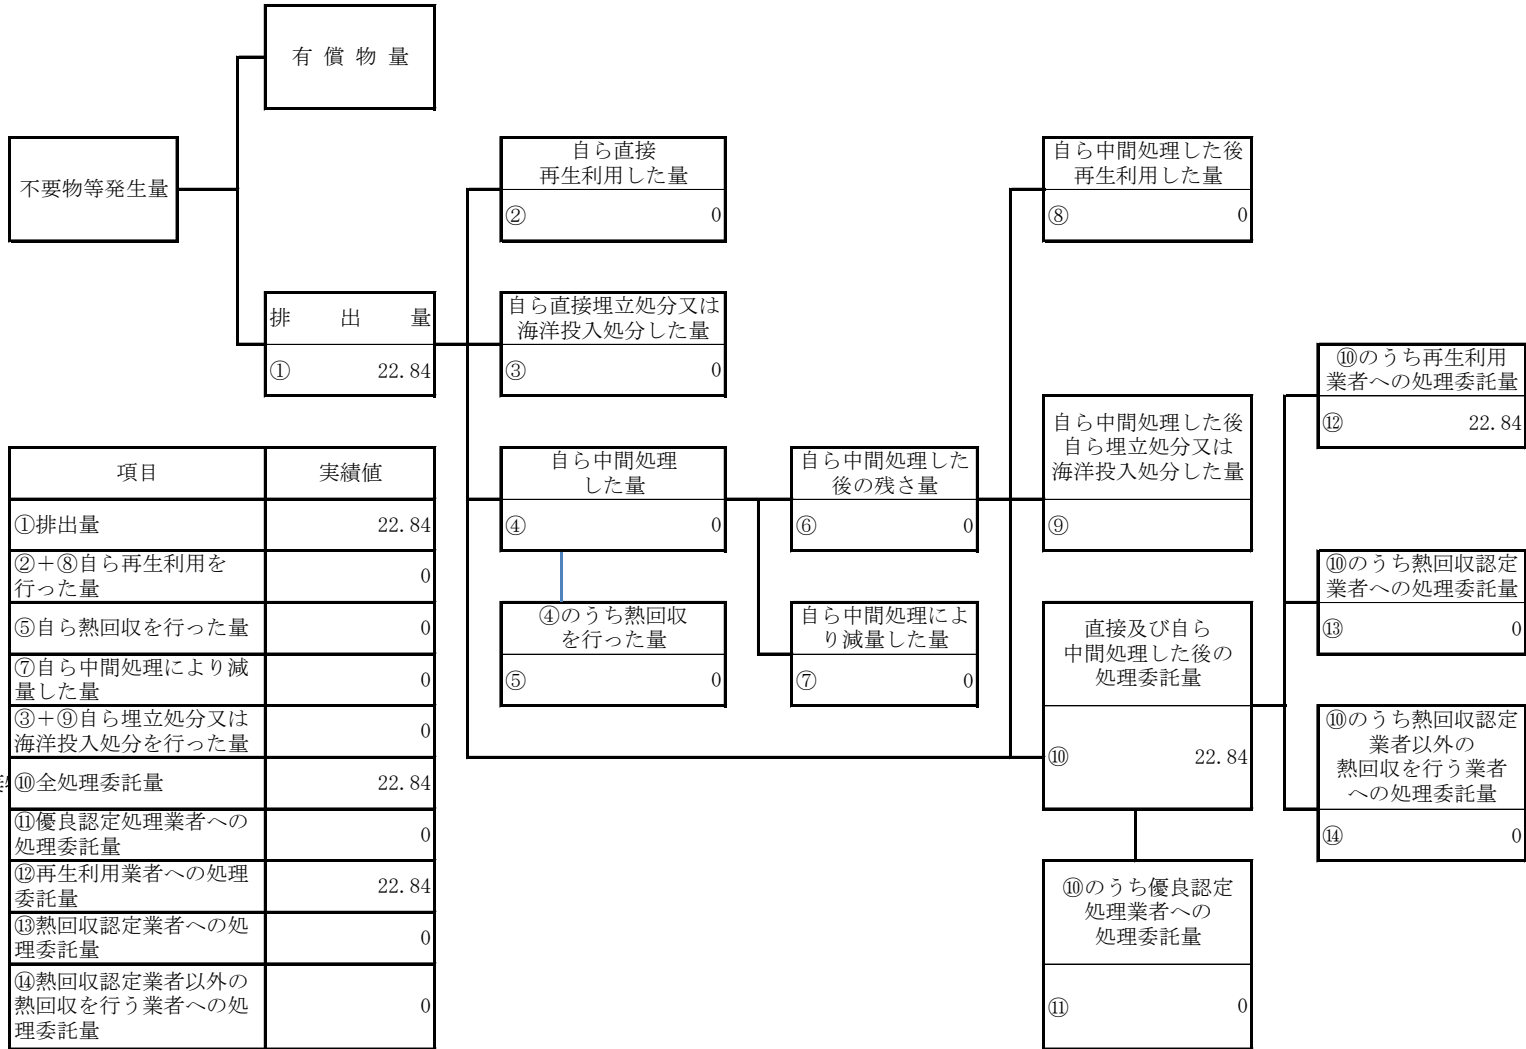 有償物量
不要物等発生量
排出量
① 22.84
自ら直接
再生利用した量
② 0
自ら直接埋立処分又は
海洋投入処分した量
③ 0
自ら中間処理
した量
④ 0
④のうち熱回収
を行った量
⑤ 0
自ら中間処理した
後の残さ量
⑥ 0
自ら中間処理によ
り減量した量
⑦ 0
自ら中間処理した後
再生利用した量
⑧ 0
自ら中間処理した後
自ら埋立処分又は
海洋投入処分した量
⑨
直接及び自ら
中間処理した後の
処理委託量
⑩ 22.84
⑩のうち優良認定
処理業者への
処理委託量
⑪ 0
⑩のうち再生利用
業者への処理委託量
⑫ 22.84
⑩のうち熱回収認定
業者への処理委託量
⑬ 0
⑩のうち熱回収認定
業者以外の
熱回収を行う業者
への処理委託量
⑭ 0
項目 実績値
①排出量 22.84
②+⑧自ら再生利用を
行った量 0
⑤自ら熱回収を行った量 0
⑦自ら中間処理により減
量した量 0
③+⑨自ら埋立処分又は
海洋投入処分を行った量 0
⑩全処理委託量 22.84
⑪優良認定処理業者への
処理委託量 0
⑫再生利用業者への処理
委託量 22.84
⑬熱回収認定業者への処
理委託量 0
⑭熱回収認定業者以外の
熱回収を行う業者への処
理委託量 0